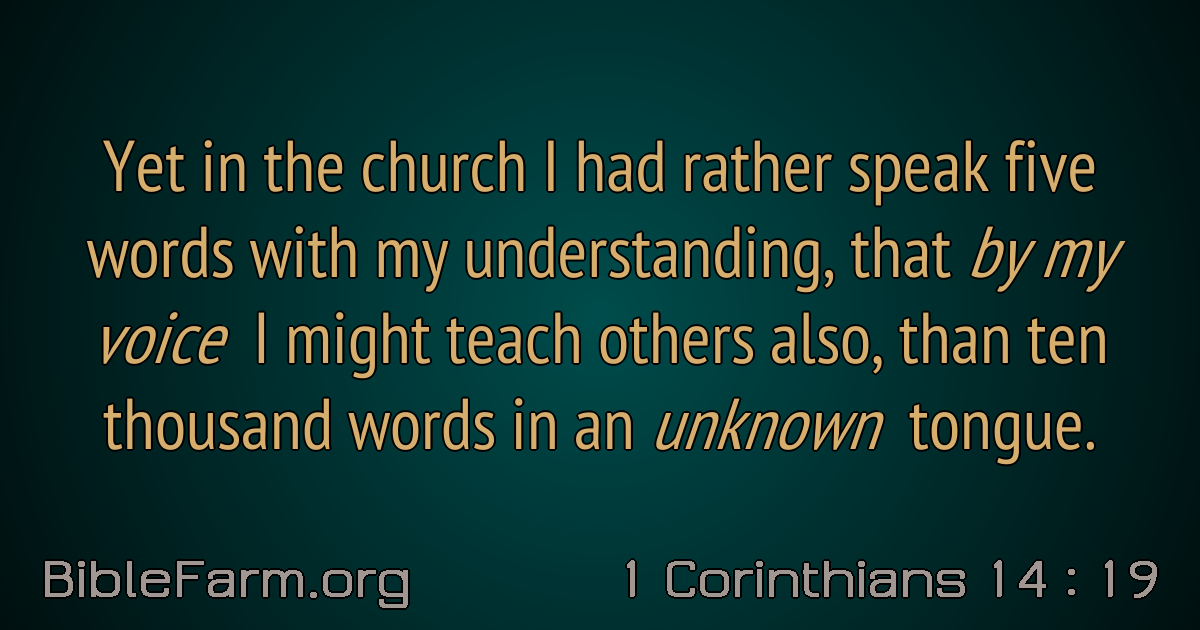 Yet in the church I had rather speak five
words with my understanding, that by my
voice I might teach others also, than ten
thousand words in an unknown tongue.
BibleFarm.org
1 Corinthians 14 : 19